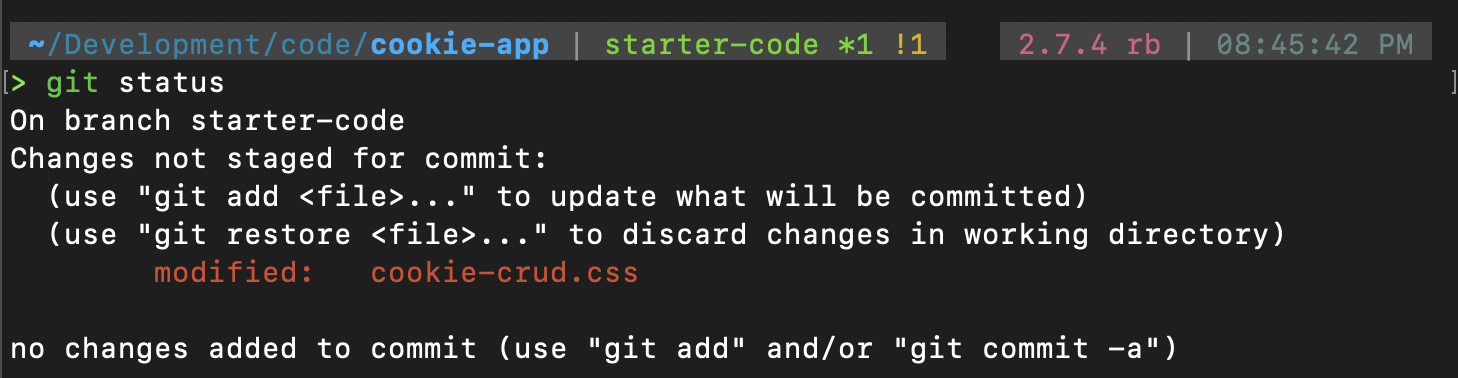 ~/Development/code/cookie-app | starter-code *1 !1 2.7.4 rb | 08:45:42 PM
[> git status ]
On branch starter-code
Changes not staged for commit:
  (use "git add <file>..." to update what will be committed)
  (use "git restore <file>..." to discard changes in working directory)
        modified:   cookie-crud.css

no changes added to commit (use "git add" and/or "git commit -a")